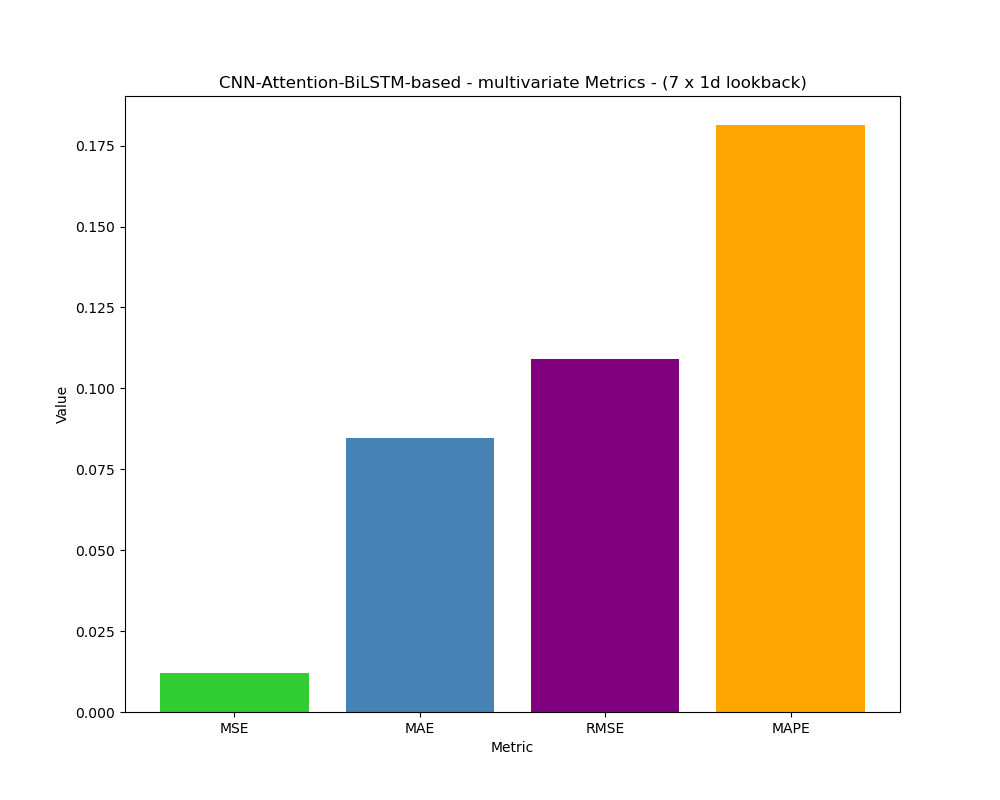 CNN-Attention-BiLSTM-based - multivariate Metrics - (7 x 1d lookback)
0.175
0.150
0.125
0.100
0.075
0.050
0.025
0.000
Value
MSE MAE RMSE MAPE
Metric